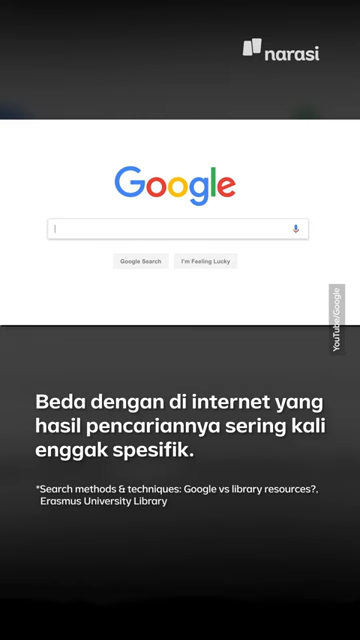 narasi
Google
Google Search
I'm Feeling Lucky
YouTube/Google
Beda dengan di internet yang
hasil pencariannya sering kali
enggak spesifik.
*Search methods & techniques: Google vs library resources?,
Erasmus University Library